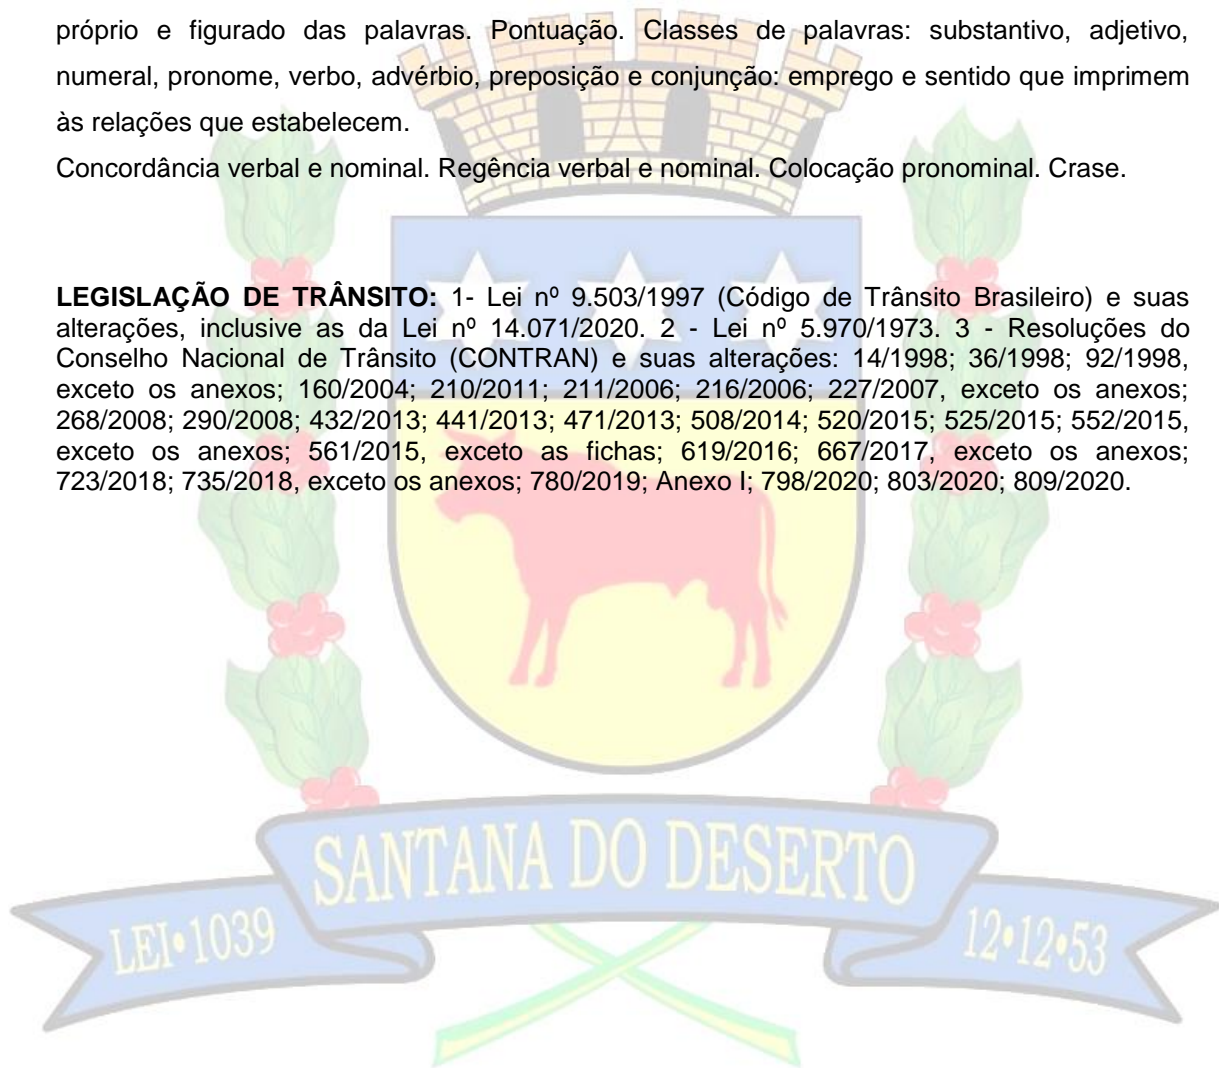 próprio e figurado das palavras. Pontuação. Classes de palavras: substantivo, adjetivo,
numeral, pronome, verbo, advérbio, preposição e conjunção: emprego e sentido que imprimem
às relações que estabelecem.
Concordância verbal e nominal. Regência verbal e nominal. Colocação pronominal. Crase.
LEGISLAÇÃO DE TRÂNSITO: 1- Lei nº 9.503/1997 (Código de Trânsito Brasileiro) e suas
alterações, inclusive as da Lei nº 14.071/2020. 2 - Lei nº 5.970/1973. 3 - Resoluções do
Conselho Nacional de Trânsito (CONTRAN) e suas alterações: 14/1998; 36/1998; 92/1998,
exceto os anexos; 160/2004; 210/2011; 211/2006; 216/2006; 227/2007, exceto os anexos;
268/2008; 290/2008; 432/2013; 441/2013; 471/2013; 508/2014; 520/2015; 525/2015; 552/2015,
exceto os anexos; 561/2015, exceto as fichas; 619/2016; 667/2017, exceto os anexos;
723/2018; 735/2018, exceto os anexos; 780/2019; Anexo I; 798/2020; 803/2020; 809/2020.
SANTANA DO DESERTO
LEI•1039
12•12•53